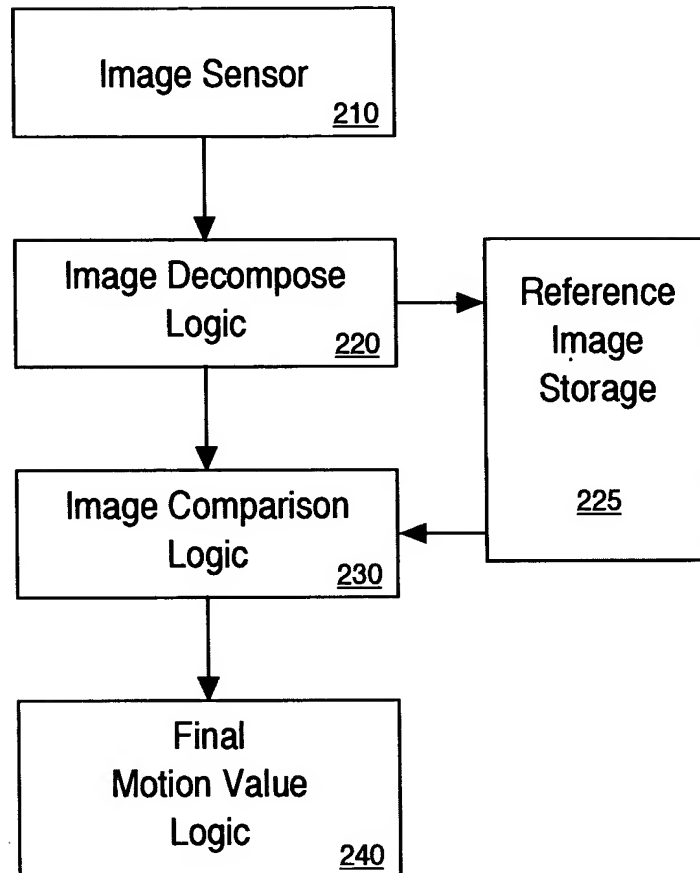 Image Sensor
210
Image Decompose
Logic
220
Reference
Image
Storage
225
Image Comparison
Logic
230
Final
Motion Value
Logic
240